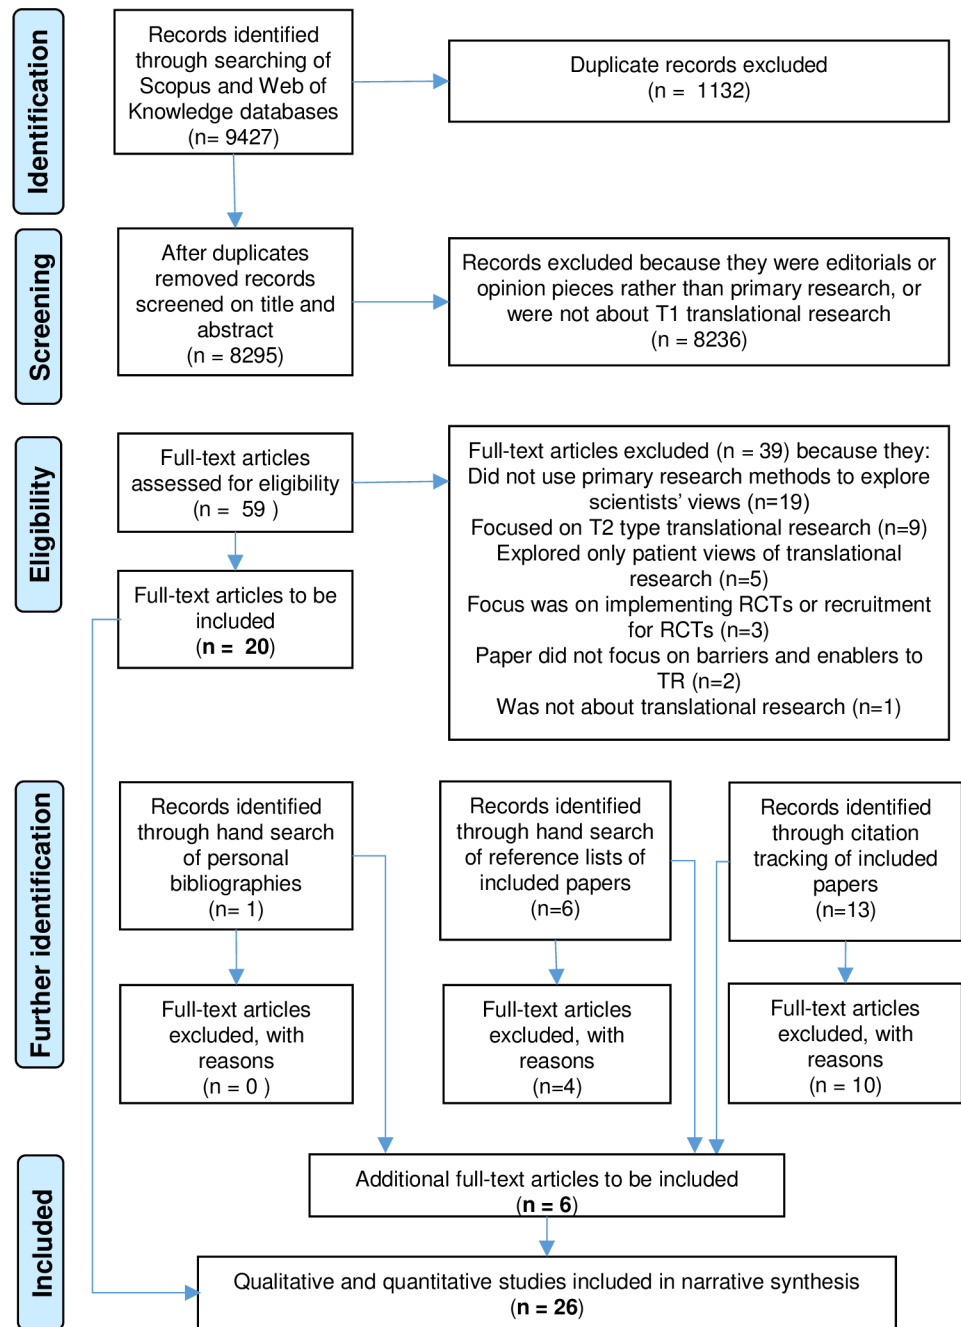 Identification
Records identified
through searching of
Scopus and Web of
Knowledge databases
(n= 9427)
Duplicate records excluded
(n =  1132)
Screening
After duplicates
removed records
screened on title and
abstract
(n = 8295)
Records excluded because they were editorials or
opinion pieces rather than primary research, or
were not about T1 translational research
(n = 8236)
Eligibility
Full-text articles
assessed for eligibility
(n =  59 )
Full-text articles excluded (n = 39) because they:
Did not use primary research methods to explore
scientists’ views (n=19)
Focused on T2 type translational research (n=9)
Explored only patient views of translational
research (n=5)
Focus was on implementing RCTs or recruitment
for RCTs (n=3)
Paper did not focus on barriers and enablers to
TR (n=2)
Was not about translational research (n=1)
Full-text articles to be
included
(n =  20)
Further identification
Records identified
through hand search
of personal
bibliographies
(n= 1)
Records identified
through hand search
of reference lists of
included papers
(n=6)
Records identified
through citation
tracking of included
papers
(n=13)
Full-text articles
excluded, with
reasons
(n = 0 )
Full-text articles
excluded, with
reasons
(n=4)
Full-text articles
excluded, with
reasons
(n = 10)
Included
Additional full-text articles to be included
(n = 6)
Qualitative and quantitative studies included in narrative synthesis
(n = 26)